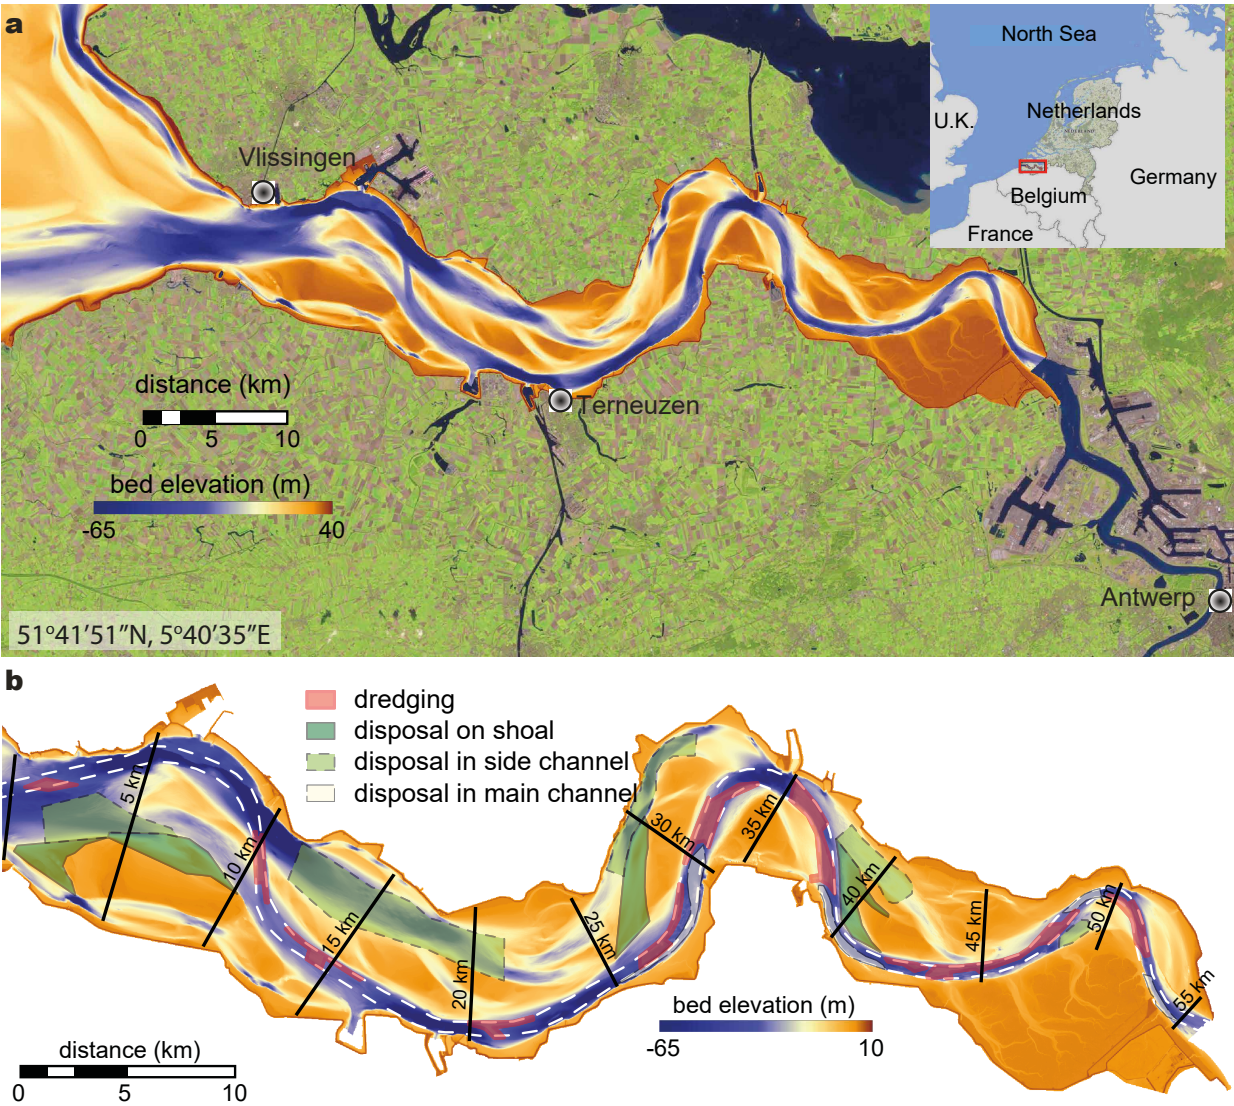 a
North Sea
Netherlands
U.K.
Germany
Belgium
France
Vlissingen
Terneuzen
Antwerp
distance (km)
0 5 10
bed elevation (m)
-65 40
51°41′51″N, 5°40′35″E
b
dredging
disposal on shoal
disposal in side channel
disposal in main channel
5 km
10 km
15 km
20 km
25 km
30 km
35 km
40 km
45 km
50 km
55 km
bed elevation (m)
-65 10
distance (km)
0 5 10